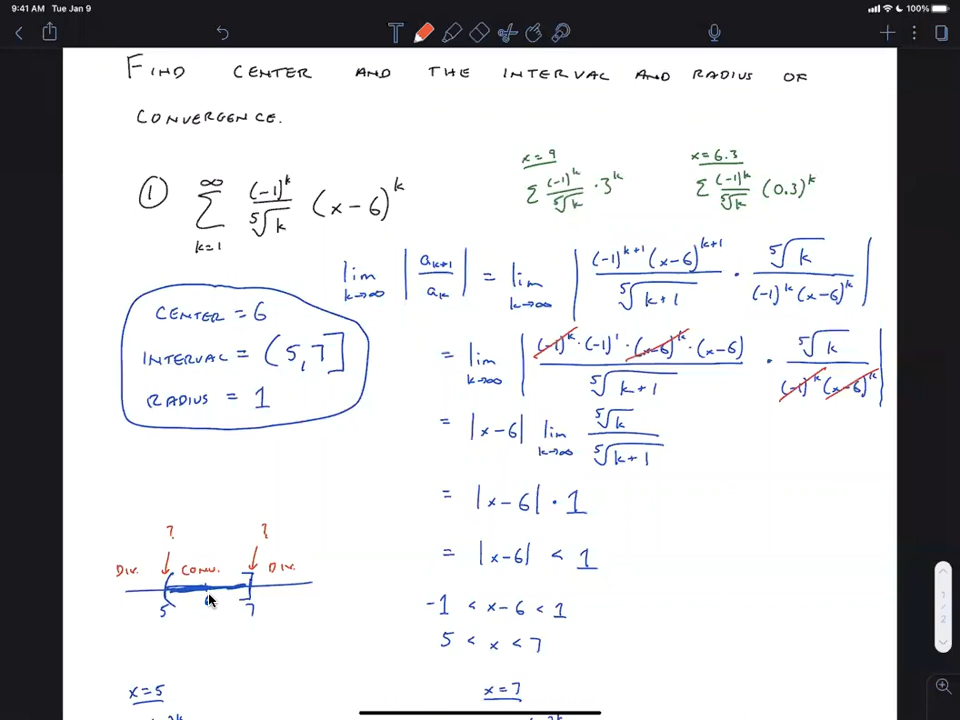 9:41 AM Tue Jan 9
100%
FIND CENTER AND THE INTERVAL AND RADIUS OF
CONVERGENCE.
x=9
x=6.3
① ∑_{k=1}^{∞} (-1)^k/⁵√k (x-6)^k
∑ (-1)^k/⁵√k · 3^k
∑ (-1)^k/⁵√k (0.3)^k
lim_{k→∞} |a_{k+1}/a_k| = lim_{k→∞} |(-1)^{k+1}(x-6)^{k+1}/⁵√(k+1) · ⁵√k/((-1)^k(x-6)^k)|
CENTER = 6
INTERVAL = (5,7]
RADIUS = 1
= lim_{k→∞} |(-1)^k·(-1)^1·(x-6)^k·(x-6)/⁵√(k+1) · ⁵√k/((-1)^k(x-6)^k)|
= |x-6| lim_{k→∞} ⁵√k/⁵√(k+1)
= |x-6| · 1
= |x-6| < 1
-1 < x-6 < 1
5 < x < 7
? ?
DIV. CONV. DIV.
5 7
x=5
x=7
1/2